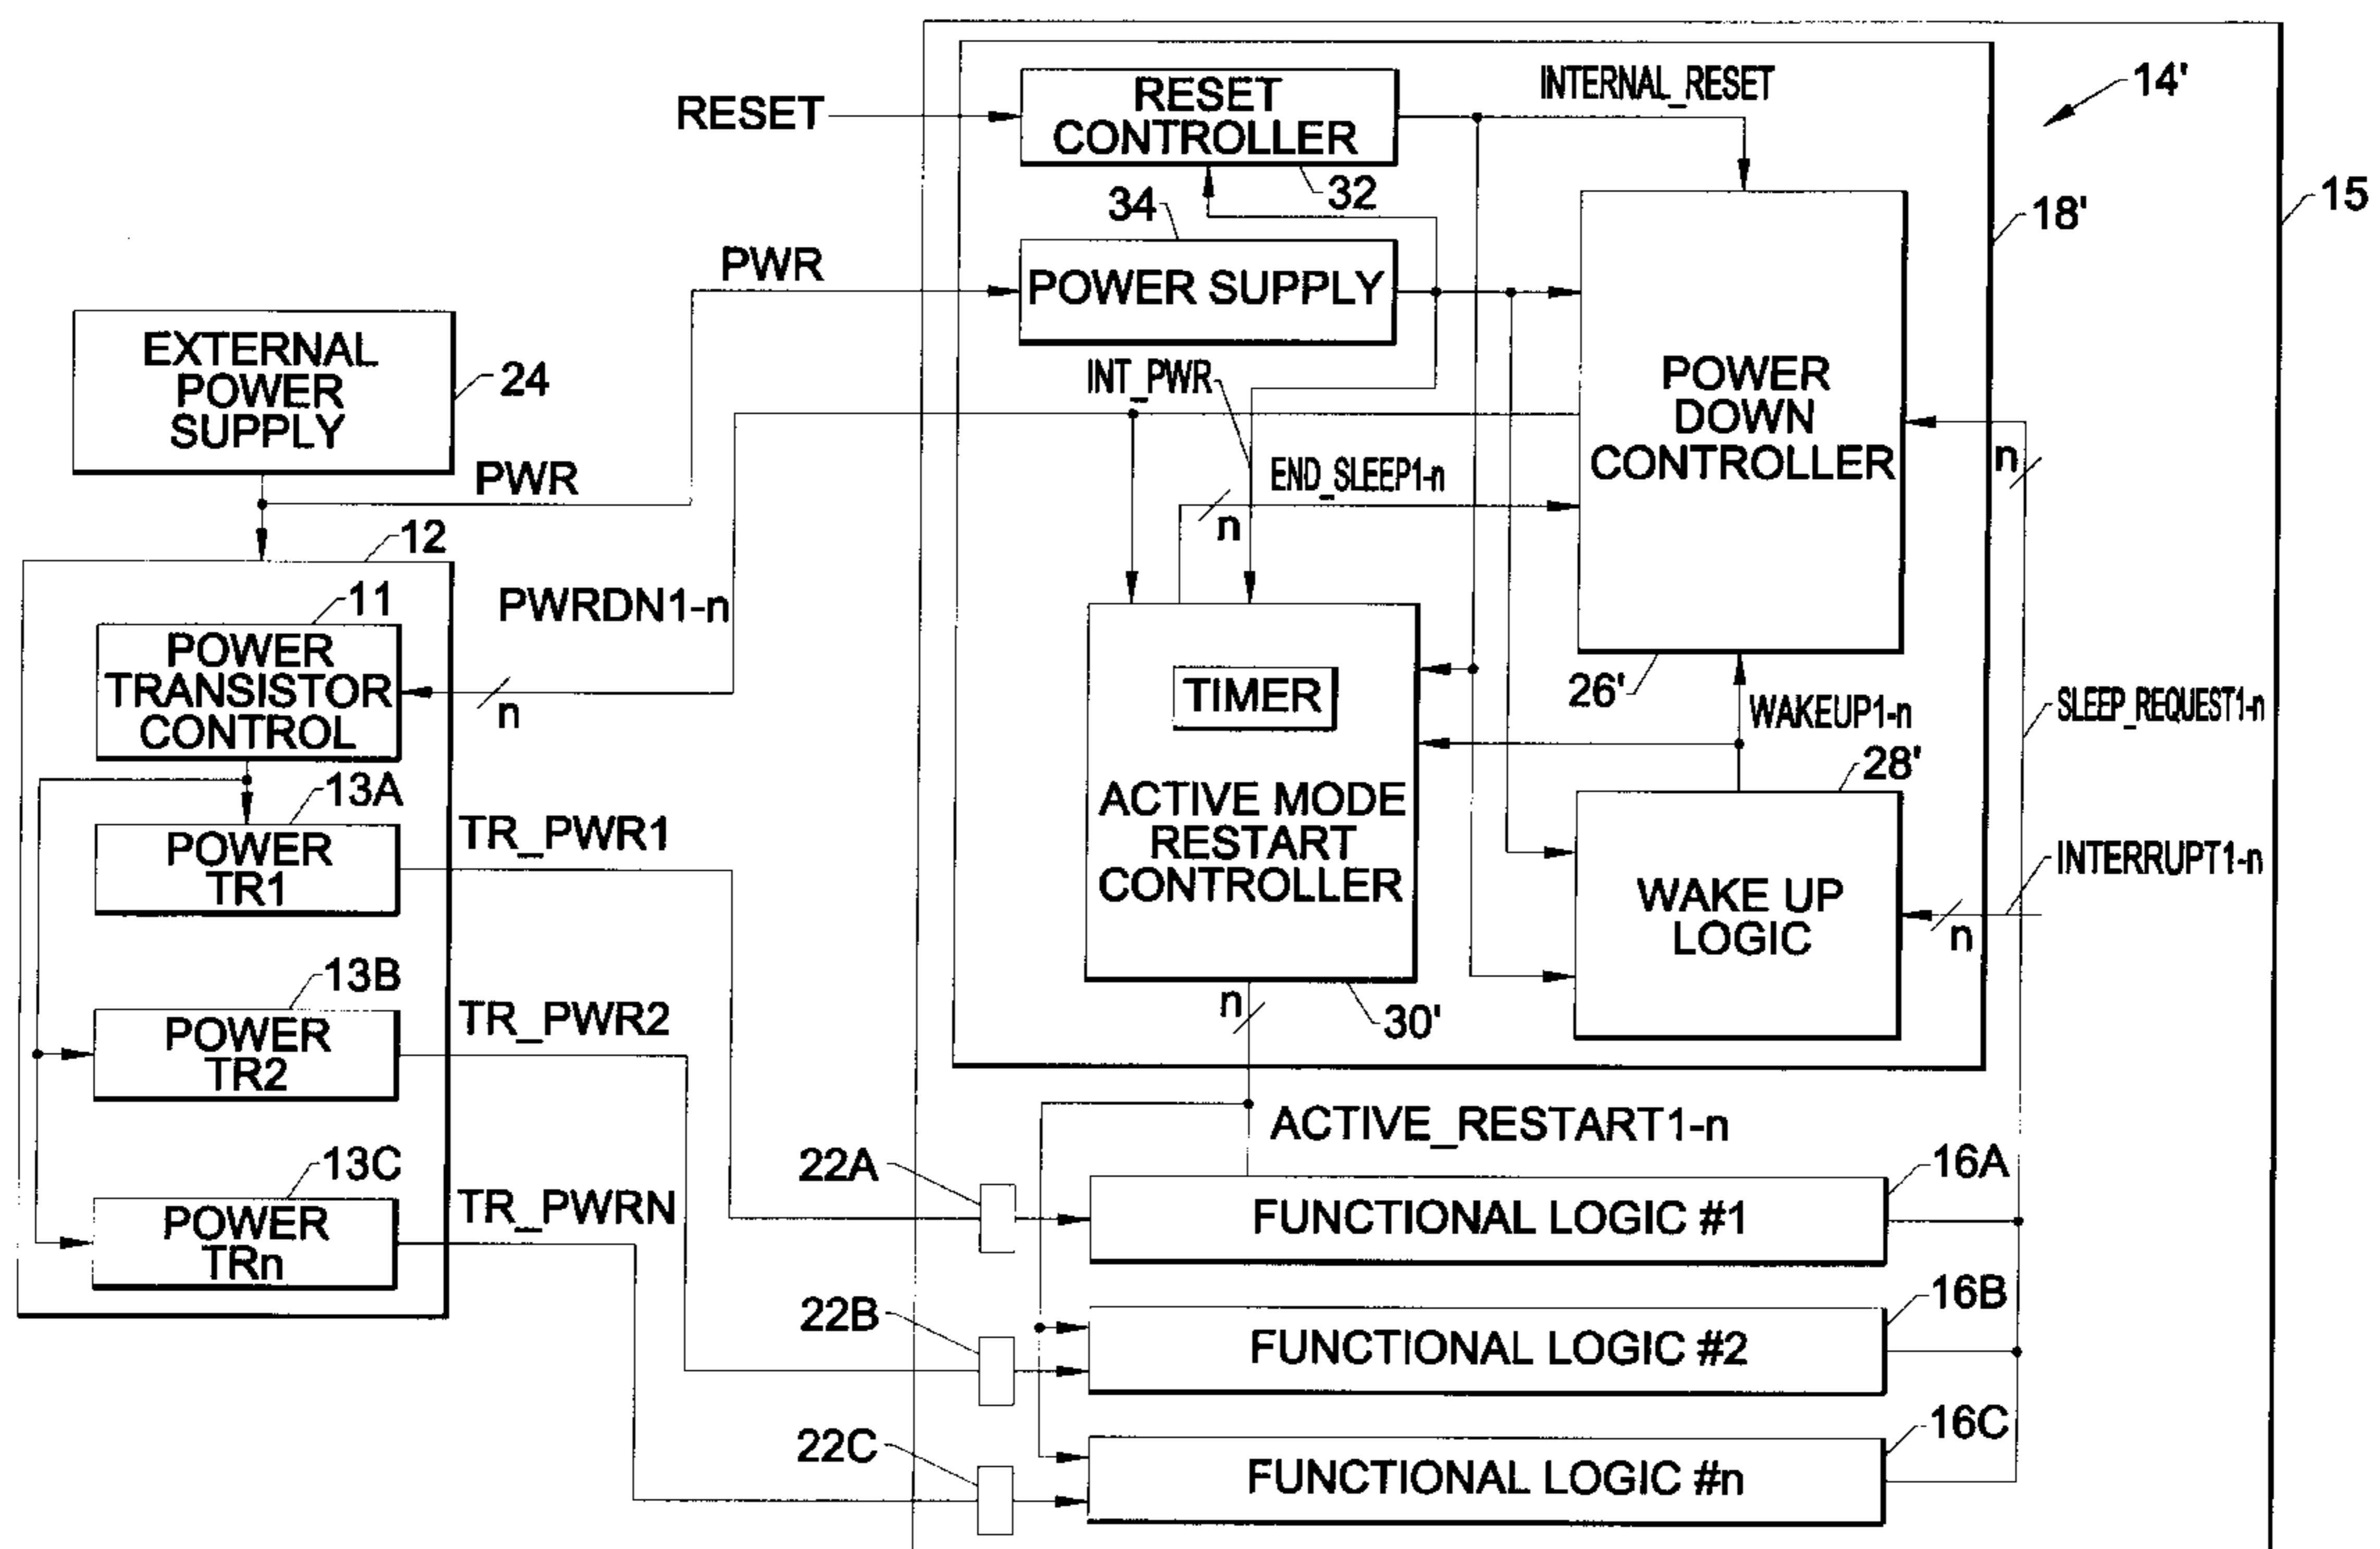 RESET
RESET
CONTROLLER
32
INTERNAL_RESET
14'
15
18'
34
PWR
POWER SUPPLY
EXTERNAL
POWER
SUPPLY
24
PWR
INT_PWR
POWER
DOWN
CONTROLLER
26'
n
END_SLEEP1-n
n
12
11
POWER
TRANSISTOR
CONTROL
PWRDN1-n
n
TIMER
ACTIVE MODE
RESTART
CONTROLLER
30'
n
WAKEUP1-n
SLEEP_REQUEST1-n
28'
WAKE UP
LOGIC
INTERRUPT1-n
n
13A
POWER
TR1
TR_PWR1
13B
POWER
TR2
TR_PWR2
13C
POWER
TRn
TR_PWRN
ACTIVE_RESTART1-n
22A
FUNCTIONAL LOGIC #1
16A
22B
FUNCTIONAL LOGIC #2
16B
22C
FUNCTIONAL LOGIC #n
16C